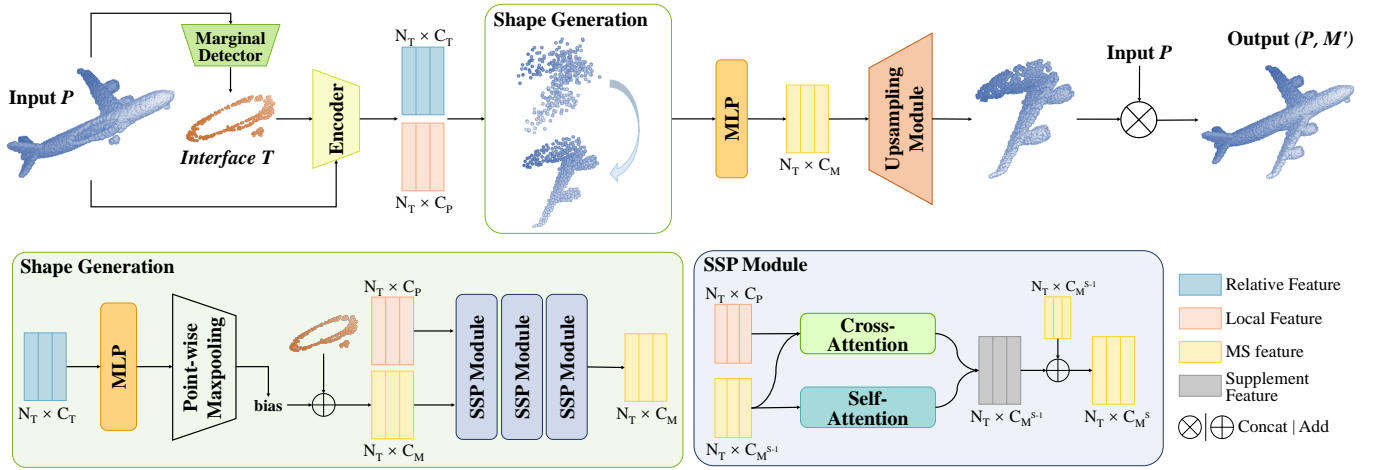 Input P
Marginal
Detector
Interface T
Encoder
N_T × C_T
N_T × C_P
Shape Generation
MLP
N_T × C_M
Upsampling
Module
Input P
Output (P, M')
Shape Generation
N_T × C_T
MLP
Point-wise
Maxpooling
bias
N_T × C_P
N_T × C_M
SSP Module
SSP Module
SSP Module
N_T × C_M
SSP Module
N_T × C_P
N_T × C_M^{S-1}
Cross-
Attention
Self-
Attention
N_T × C_M^{S-1}
N_T × C_M^{S-1}
N_T × C_M^S
Relative Feature
Local Feature
MS feature
Supplement
Feature
Concat | Add